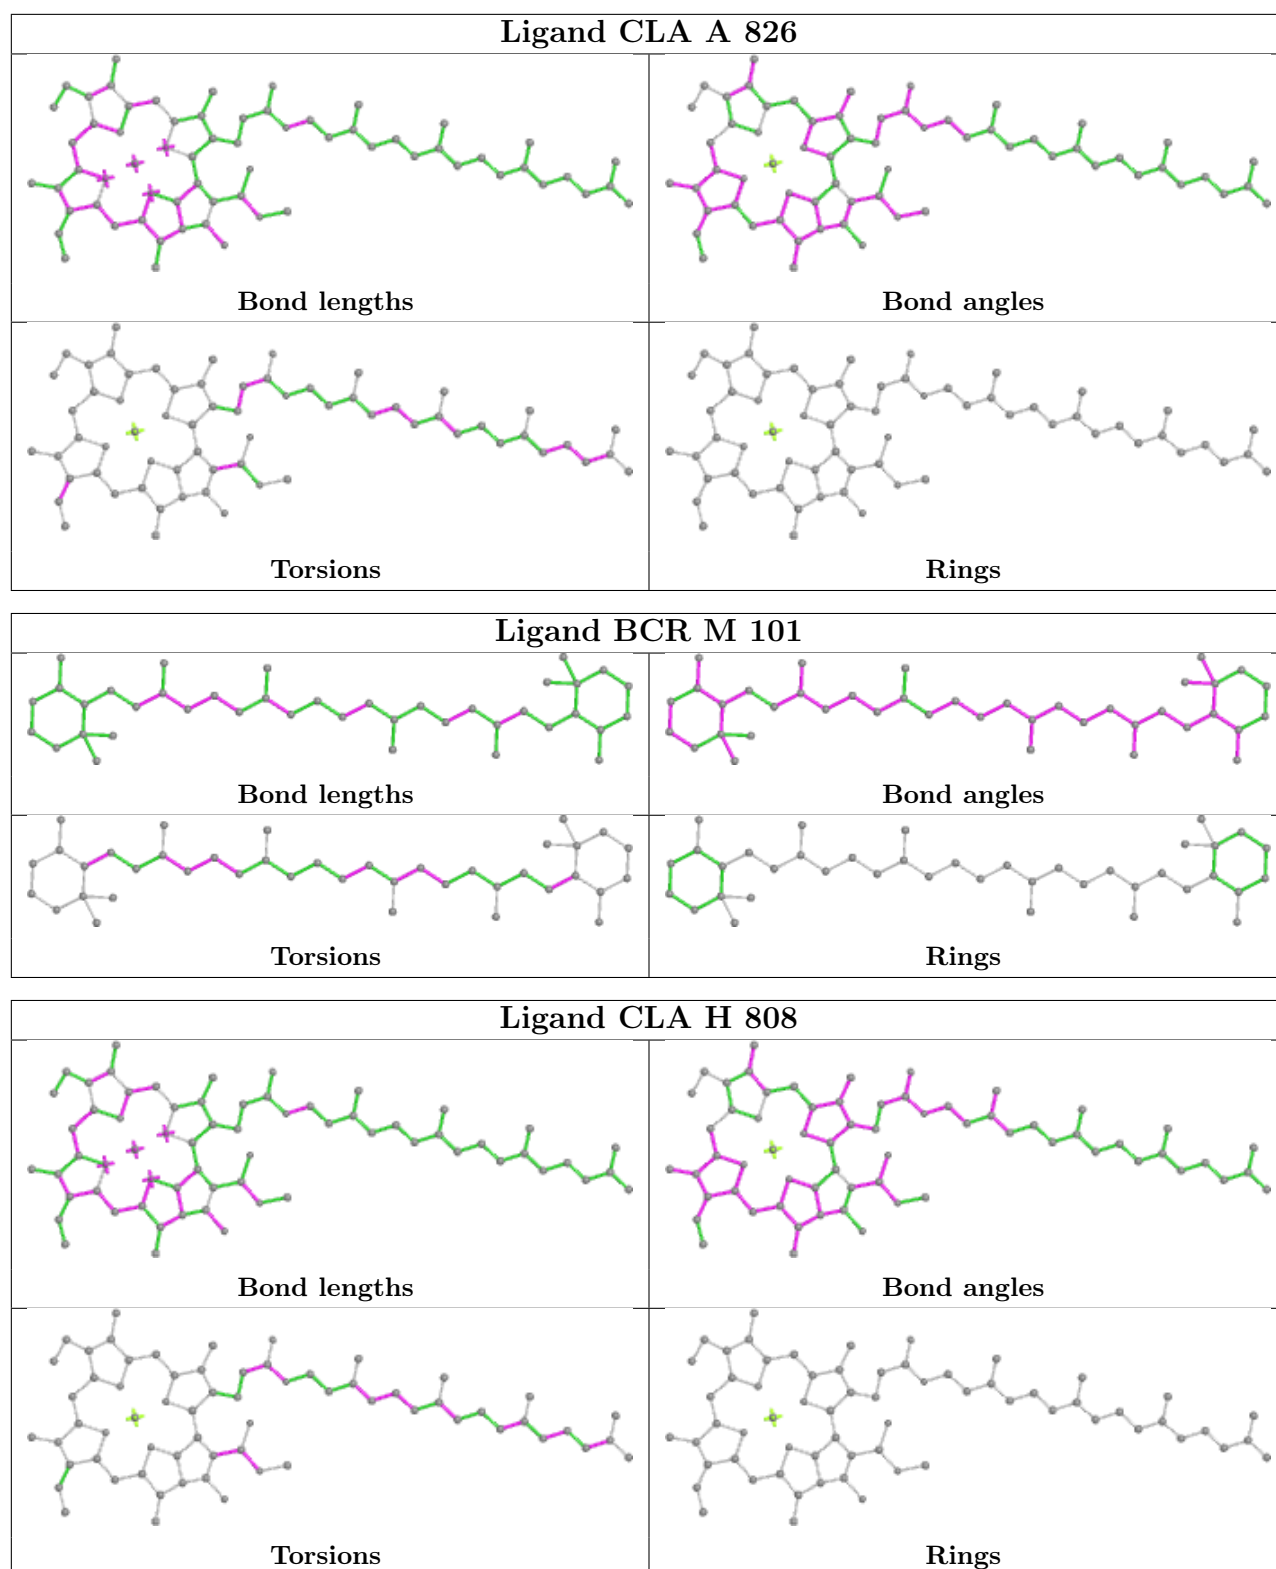 Ligand CLA A 826
Bond lengths
Bond angles
Torsions
Rings
Ligand BCR M 101
Bond lengths
Bond angles
Torsions
Rings
Ligand CLA H 808
Bond lengths
Bond angles
Torsions
Rings